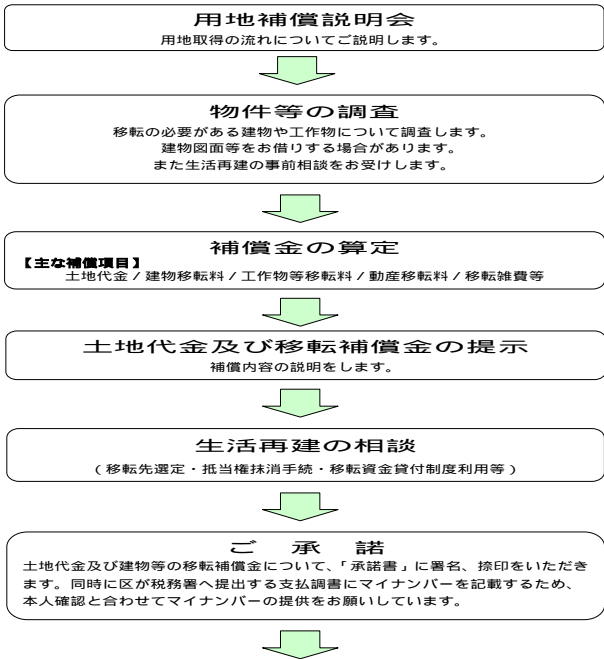 用地補償説明会
用地取得の流れについてご説明します。
物件等の調査
移転の必要がある建物や工作物について調査します。
建物図面等をお借りする場合があります。
また生活再建の事前相談をお受けします。
補償金の算定
【主な補償項目】
土地代金/建物移転料/工作物等移転料/動産移転料/移転雑費等
土地代金及び移転補償金の提示
補償内容の説明をします。
生活再建の相談
(移転先選定・抵当権抹消手続・移転資金貸付制度利用等)
ご承諾
土地代金及び建物等の移転補償金について、「承諾書」に署名、捺印をいただき
ます。同時に区が税務署へ提出する支払調書にマイナンバーを記載するため、
本人確認と合わせてマイナンバーの提供をお願いしています。